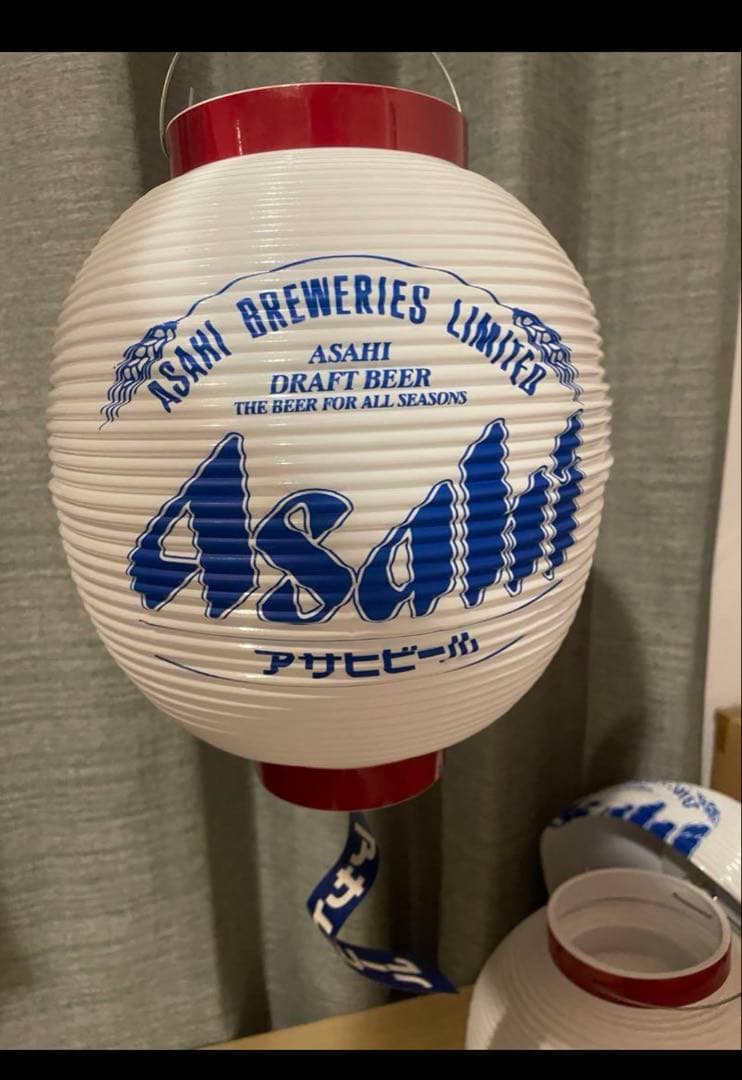 ASAHI BREWERIES LIMITED
ASAHI
DRAFT BEER
THE BEER FOR ALL SEASONS
Asahi
アサヒビール